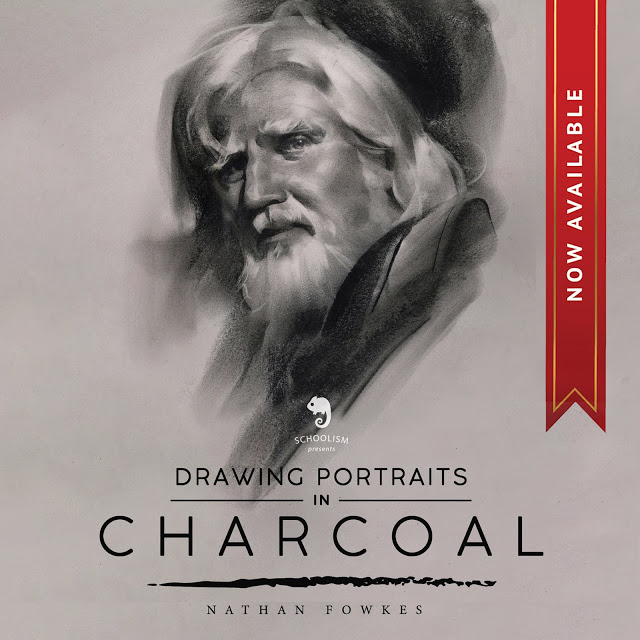 NOW AVAILABLE
SCHOOLISM
presents
DRAWING PORTRAITS
IN
CHARCOAL
NATHAN FOWKES